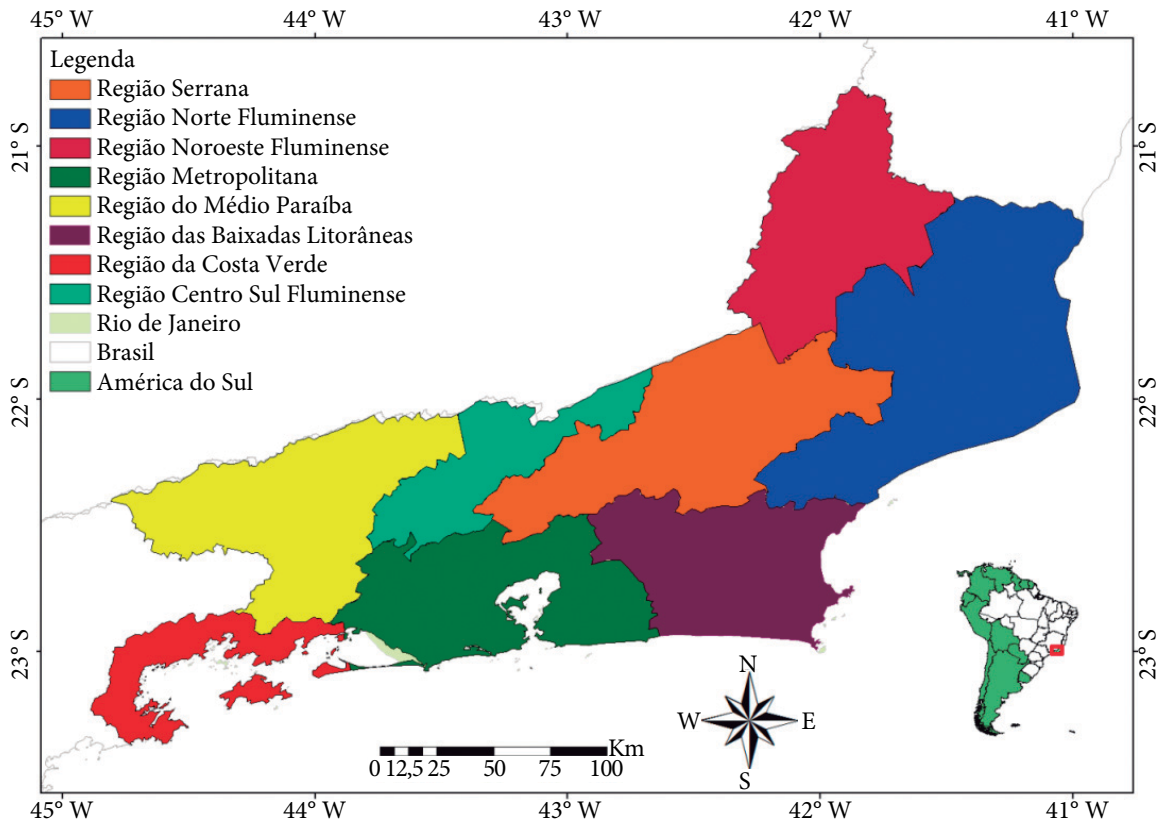 45° W 44° W 43° W 42° W 41° W
Legenda
Região Serrana
Região Norte Fluminense
Região Noroeste Fluminense
Região Metropolitana
Região do Médio Paraíba
Região das Baixadas Litorâneas
Região da Costa Verde
Região Centro Sul Fluminense
Rio de Janeiro
Brasil
América do Sul
21° S
21° S
22° S
22° S
23° S
23° S
N
W E
S
Km
0 12,5 25 50 75 100
45° W 44° W 43° W 42° W 41° W